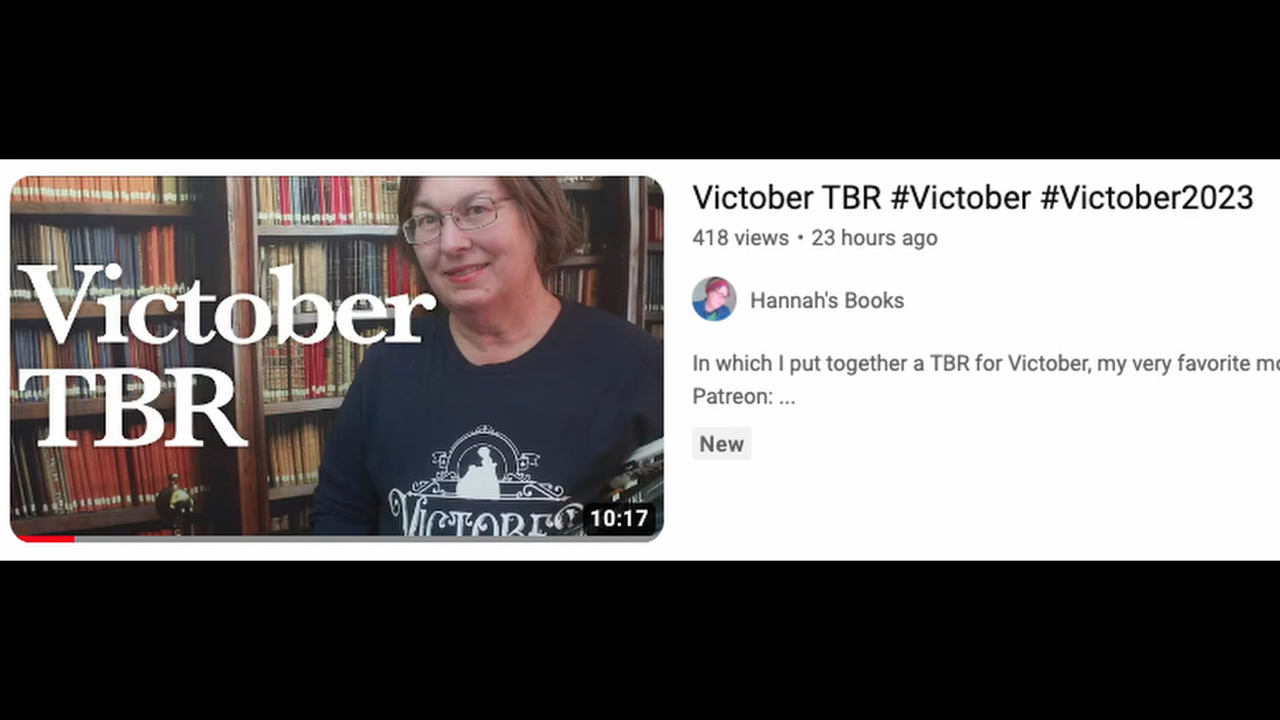 Victober
TBR
VICTOBE
10:17
Victober TBR #Victober #Victober2023
418 views • 23 hours ago
Hannah's Books
In which I put together a TBR for Victober, my very favorite mo
Patreon: ...
New